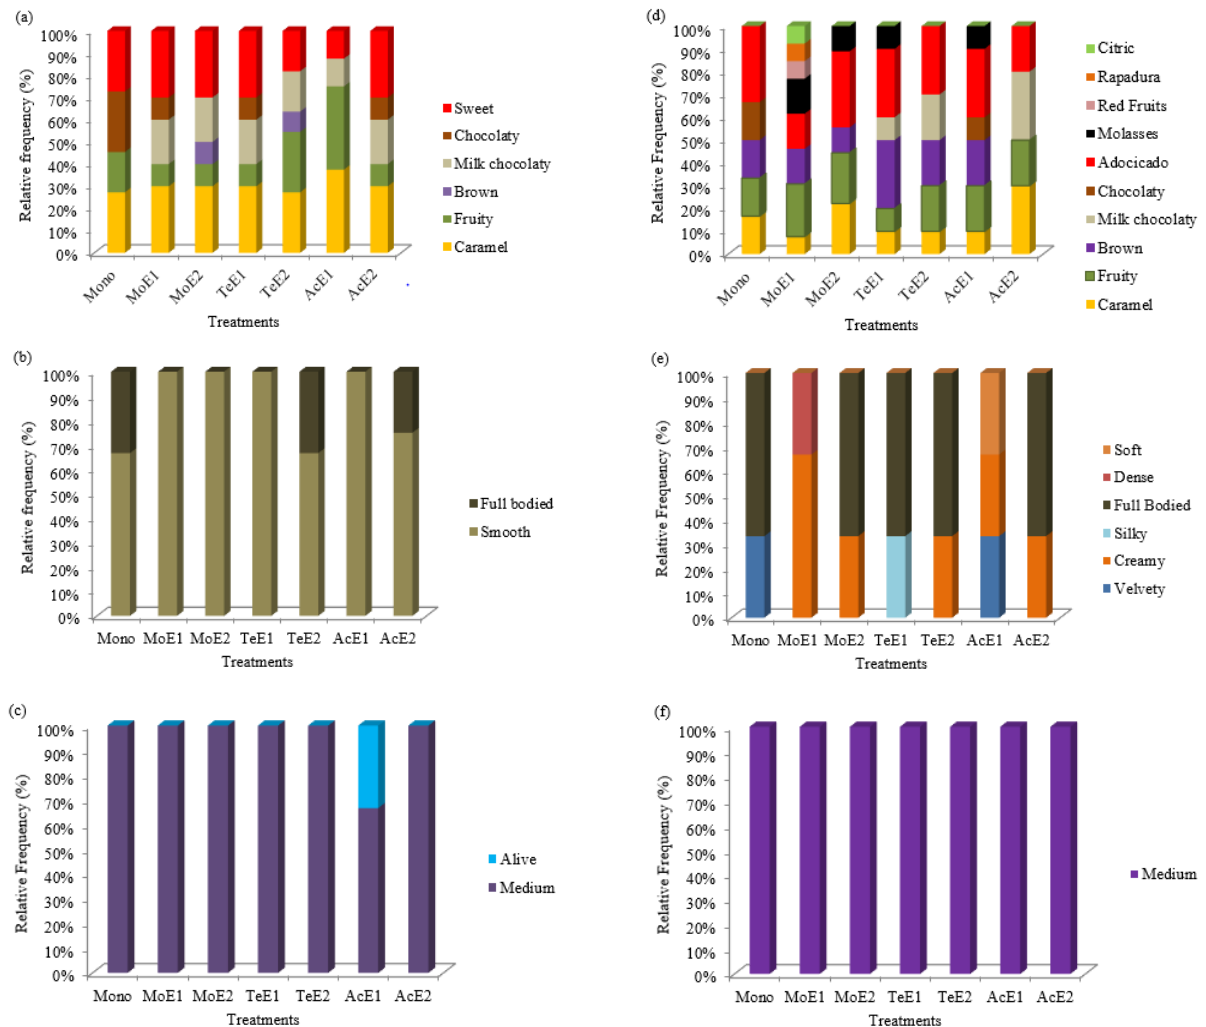 (a)
Relative frequency (%)
100%
90%
80%
70%
60%
50%
40%
30%
20%
10%
0%
Mono
MoE1
MoE2
TeE1
TeE2
AcE1
AcE2
Treatments
Sweet
Chocolaty
Milk chocolaty
Brown
Fruity
Caramel
(d)
Relative Frequency (%)
100%
90%
80%
70%
60%
50%
40%
30%
20%
10%
0%
Mono
MoE1
MoE2
TeE1
TeE2
AcE1
AcE2
Treatments
Citric
Rapadura
Red Fruits
Molasses
Adocicado
Chocolaty
Milk chocolaty
Brown
Fruity
Caramel
(b)
Relative frequency (%)
100%
90%
80%
70%
60%
50%
40%
30%
20%
10%
0%
Mono MoE1 MoE2 TeE1 TeE2 AcE1 AcE2
Treatments
Full bodied
Smooth
(e)
Relative Frequency (%)
100%
90%
80%
70%
60%
50%
40%
30%
20%
10%
0%
Mono MoE1 MoE2 TeE1 TeE2 AcE1 AcE2
Treatments
Soft
Dense
Full Bodied
Silky
Creamy
Velvety
(c)
Relative Frequency (%)
100%
90%
80%
70%
60%
50%
40%
30%
20%
10%
0%
Mono MoE1 MoE2 TeE1 TeE2 AcE1 AcE2
Treatments
Alive
Medium
(f)
Relative Frequency (%)
100%
90%
80%
70%
60%
50%
40%
30%
20%
10%
0%
Mono MoE1 MoE2 TeE1 TeE2 AcE1 AcE2
Treatments
Medium